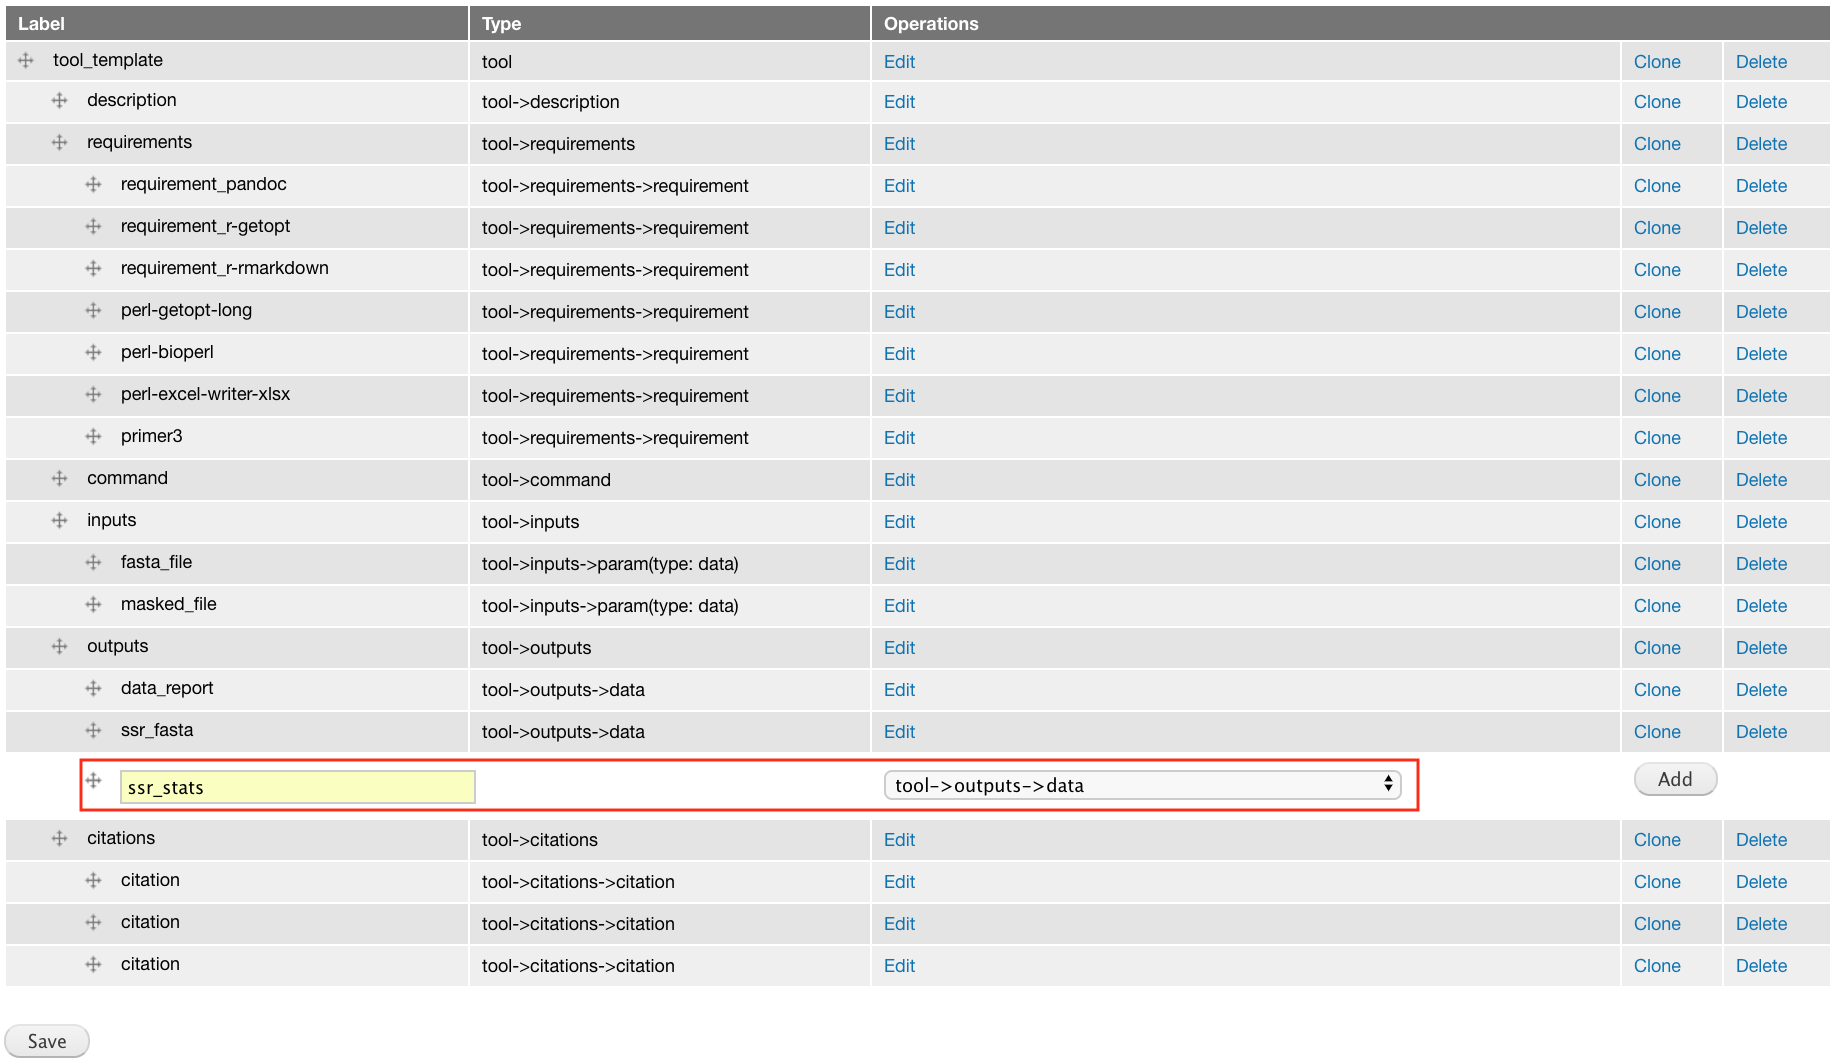 Label Type Operations
tool_template tool Edit Clone Delete
description tool->description Edit Clone Delete
requirements tool->requirements Edit Clone Delete
requirement_pandoc tool->requirements->requirement Edit Clone Delete
requirement_r-getopt tool->requirements->requirement Edit Clone Delete
requirement_r-rmarkdown tool->requirements->requirement Edit Clone Delete
perl-getopt-long tool->requirements->requirement Edit Clone Delete
perl-bioperl tool->requirements->requirement Edit Clone Delete
perl-excel-writer-xlsx tool->requirements->requirement Edit Clone Delete
primer3 tool->requirements->requirement Edit Clone Delete
command tool->command Edit Clone Delete
inputs tool->inputs Edit Clone Delete
fasta_file tool->inputs->param(type: data) Edit Clone Delete
masked_file tool->inputs->param(type: data) Edit Clone Delete
outputs tool->outputs Edit Clone Delete
data_report tool->outputs->data Edit Clone Delete
ssr_fasta tool->outputs->data Edit Clone Delete
ssr_stats tool->outputs->data Add
citations tool->citations Edit Clone Delete
citation tool->citations->citation Edit Clone Delete
citation tool->citations->citation Edit Clone Delete
citation tool->citations->citation Edit Clone Delete
Save